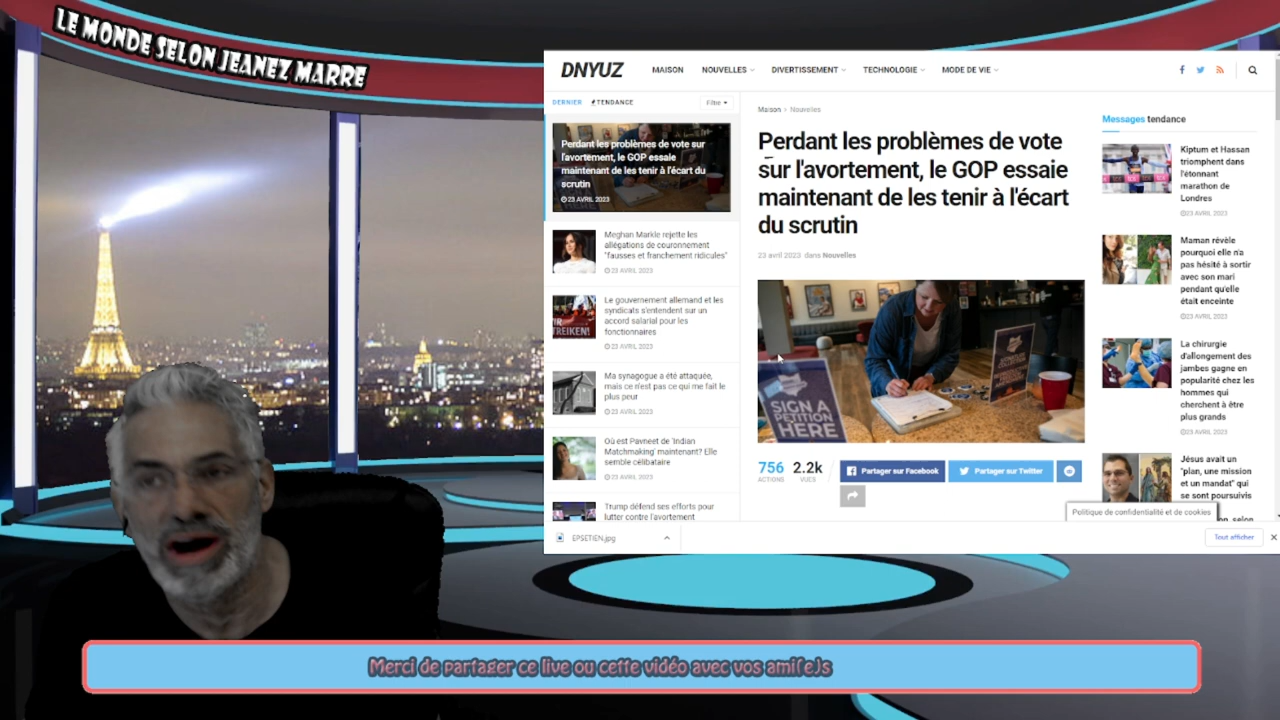 LE MONDE SELON JEANEZ MARRE
DNYUZ
MAISON
NOUVELLES
DIVERTISSEMENT
TECHNOLOGIE
MODE DE VIE
DERNIER
TENDANCE
Filtre
Perdant les problèmes de vote sur
l'avortement, le GOP essaie
maintenant de les tenir à l'écart du
scrutin
23 AVRIL 2023
Meghan Markle rejette les
allégations de couronnement
"fausses et franchement ridicules"
23 AVRIL 2023
Le gouvernement allemand et les
syndicats s'entendent sur un
accord salarial pour les
fonctionnaires
23 AVRIL 2023
Ma synagogue a été attaquée,
mais ce n'est pas ce qui me fait le
plus peur
23 AVRIL 2023
Où est Pavneet de 'Indian
Matchmaking' maintenant? Elle
semble célibataire
23 AVRIL 2023
Trump défend ses efforts pour
lutter contre l'avortement
Maison > Nouvelles
Perdant les problèmes de vote
sur l'avortement, le GOP essaie
maintenant de les tenir à l'écart
du scrutin
23 avril 2023 dans Nouvelles
SIGN A
PETITION
HERE
756
ACTIONS
2.2k
VUES
Partager sur Facebook
Partager sur Twitter
Messages tendance
Kiptum et Hassan
triomphent dans
l'étonnant
marathon de
Londres
23 AVRIL 2023
Maman révèle
pourquoi elle n'a
pas hésité à sortir
avec son mari
pendant qu'elle
était enceinte
23 AVRIL 2023
La chirurgie
d'allongement des
jambes gagne en
popularité chez les
hommes qui
cherchent à être
plus grands
23 AVRIL 2023
Jésus avait un
"plan, une mission
et un mandat" qui
se sont poursuivis
selon
Politique de confidentialité et de cookies
EPSETIEN.jpg
Tout afficher
Merci de partager ce live ou cette vidéo avec vos ami(e)s